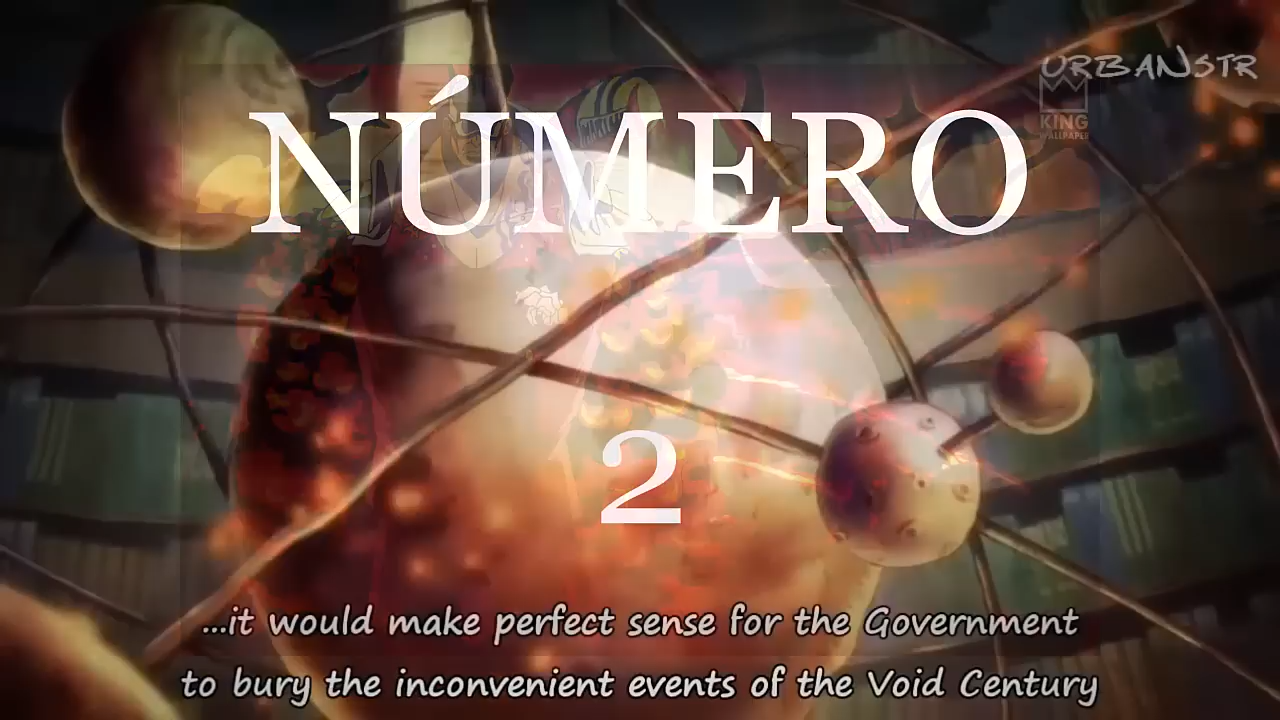 URBANSTR
KING
WALLPAPER
NÚMERO
2
...it would make perfect sense for the Government
to bury the inconvenient events of the Void Century